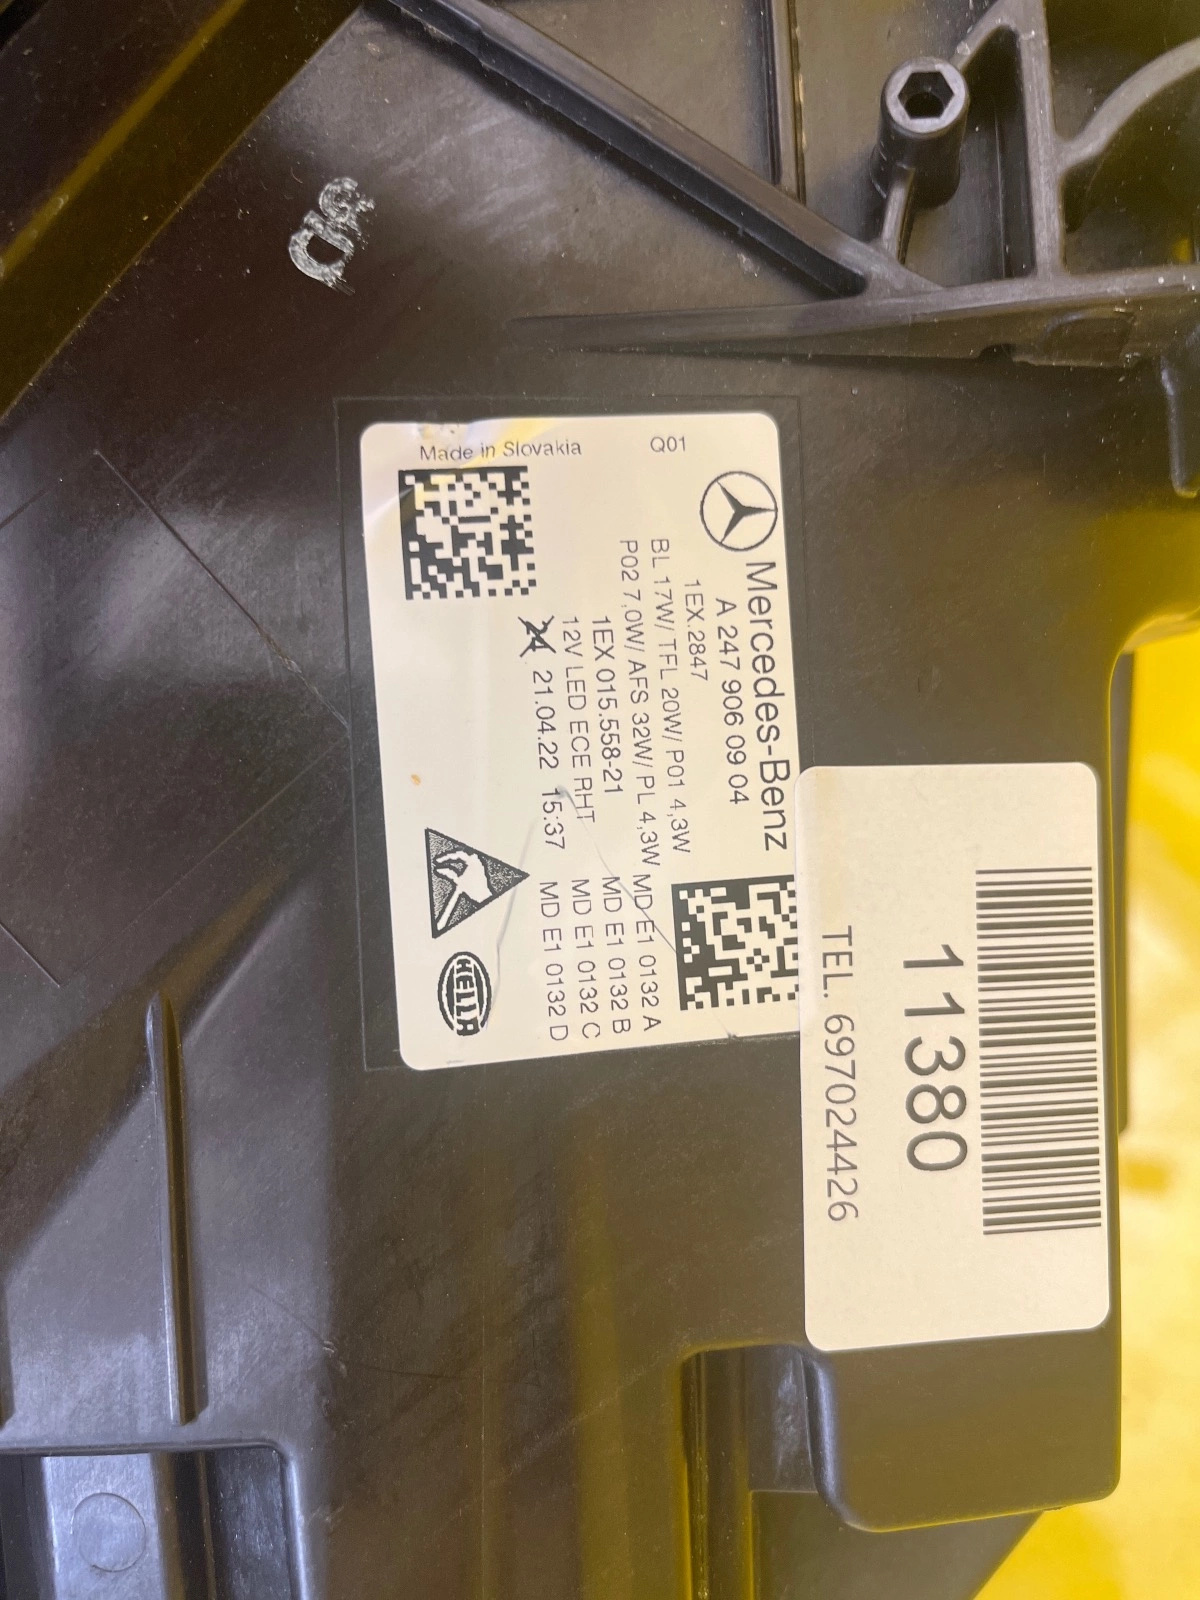 Made in Slovakia
Q01
Mercedes-Benz
A 247 906 09 04
1EX.2847
BL 17W/ TFL 20W/ P01 4,3W
P02 7,0W/ AFS 32W/ PL 4,3W
1EX 015.558-21
12V LED ECE RHT
21.04.22 15:37
MD E1 0132 A
MD E1 0132 B
MD E1 0132 C
MD E1 0132 D
HELLA
11380
TEL. 697024426